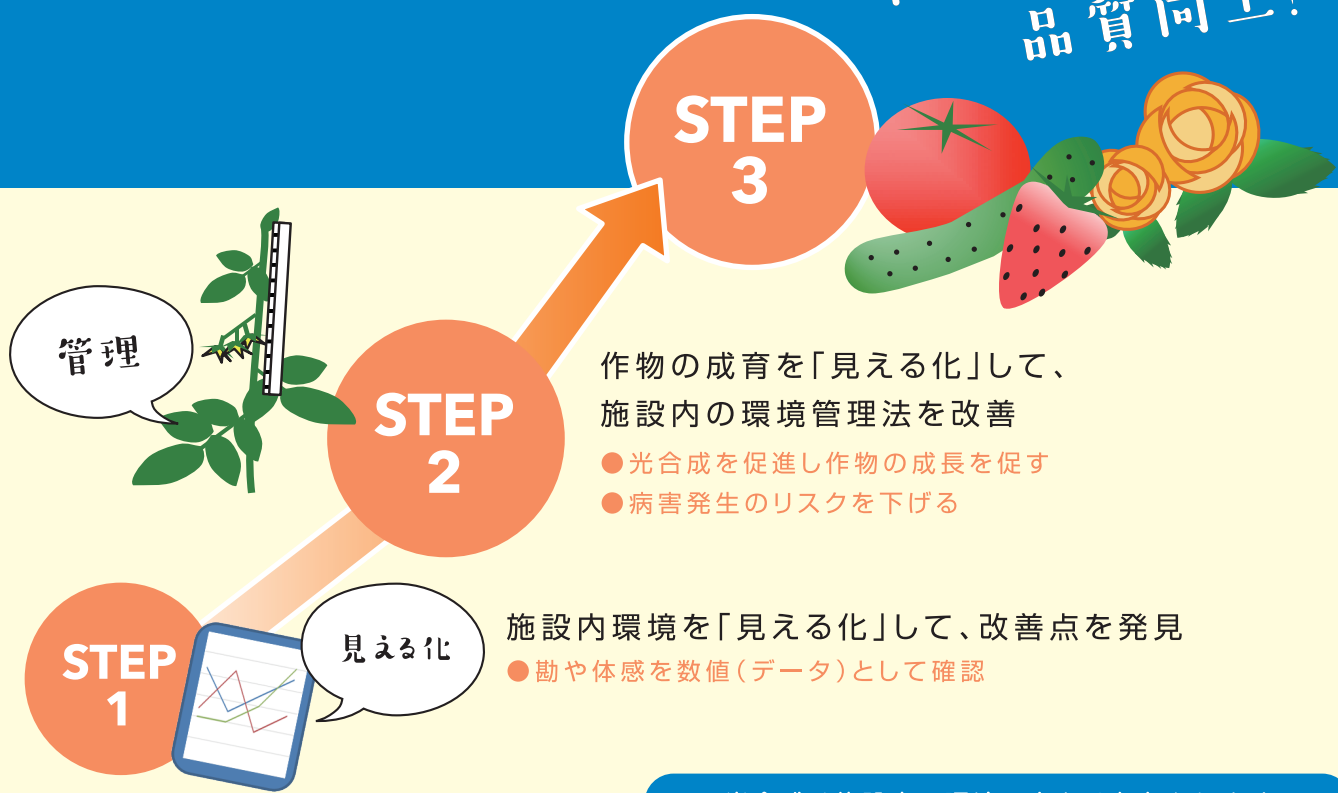 品質向上!
STEP
3
管理
作物の成育を「見える化」して、
施設内の環境管理法を改善
●光合成を促進し作物の成長を促す
●病害発生のリスクを下げる
STEP
2
見える化
施設内環境を「見える化」して、改善点を発見
●勘や体感を数値(データ)として確認
STEP
1